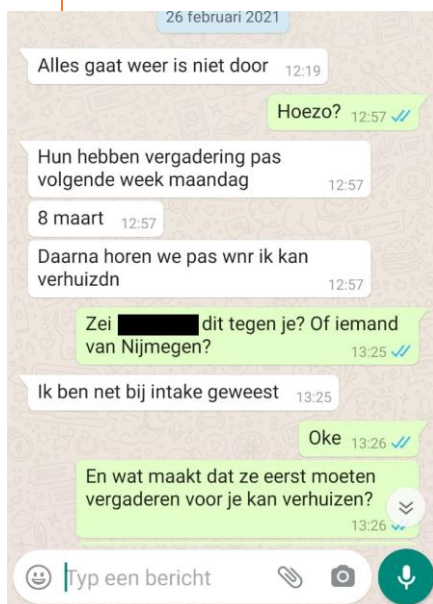 26 februari 2021
Alles gaat weer is niet door 12:19
Hoezo? 12:57
Hun hebben vergadering pas
volgende week maandag 12:57
8 maart 12:57
Daarna horen we pas wnr ik kan
verhuizdn 12:57
Zei dit tegen je? Of iemand
van Nijmegen? 13:25
Ik ben net bij intake geweest 13:25
Oke 13:26
En wat maakt dat ze eerst moeten
vergaderen voor je kan verhuizen?
13:26
Typ een bericht